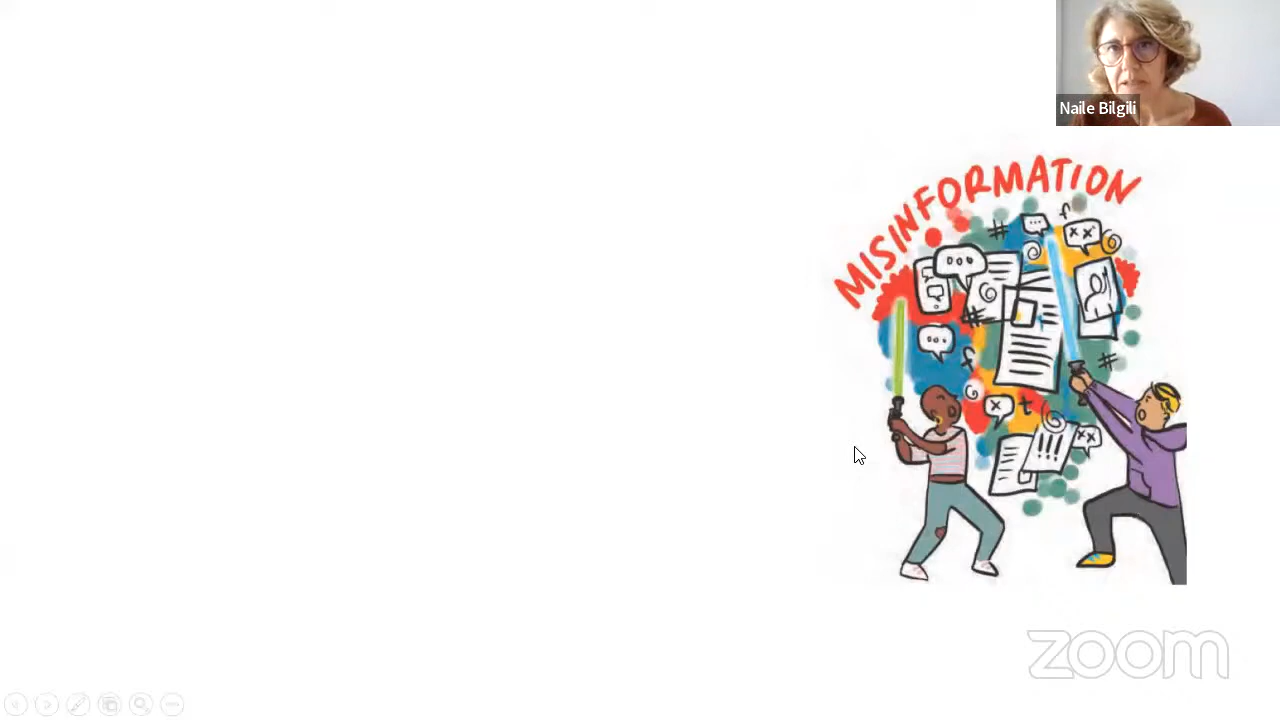 Naile Bilgili
MISINFORMATION
f
#
...
x x
#
...
f
#
x
t
!!!
x x
zoom